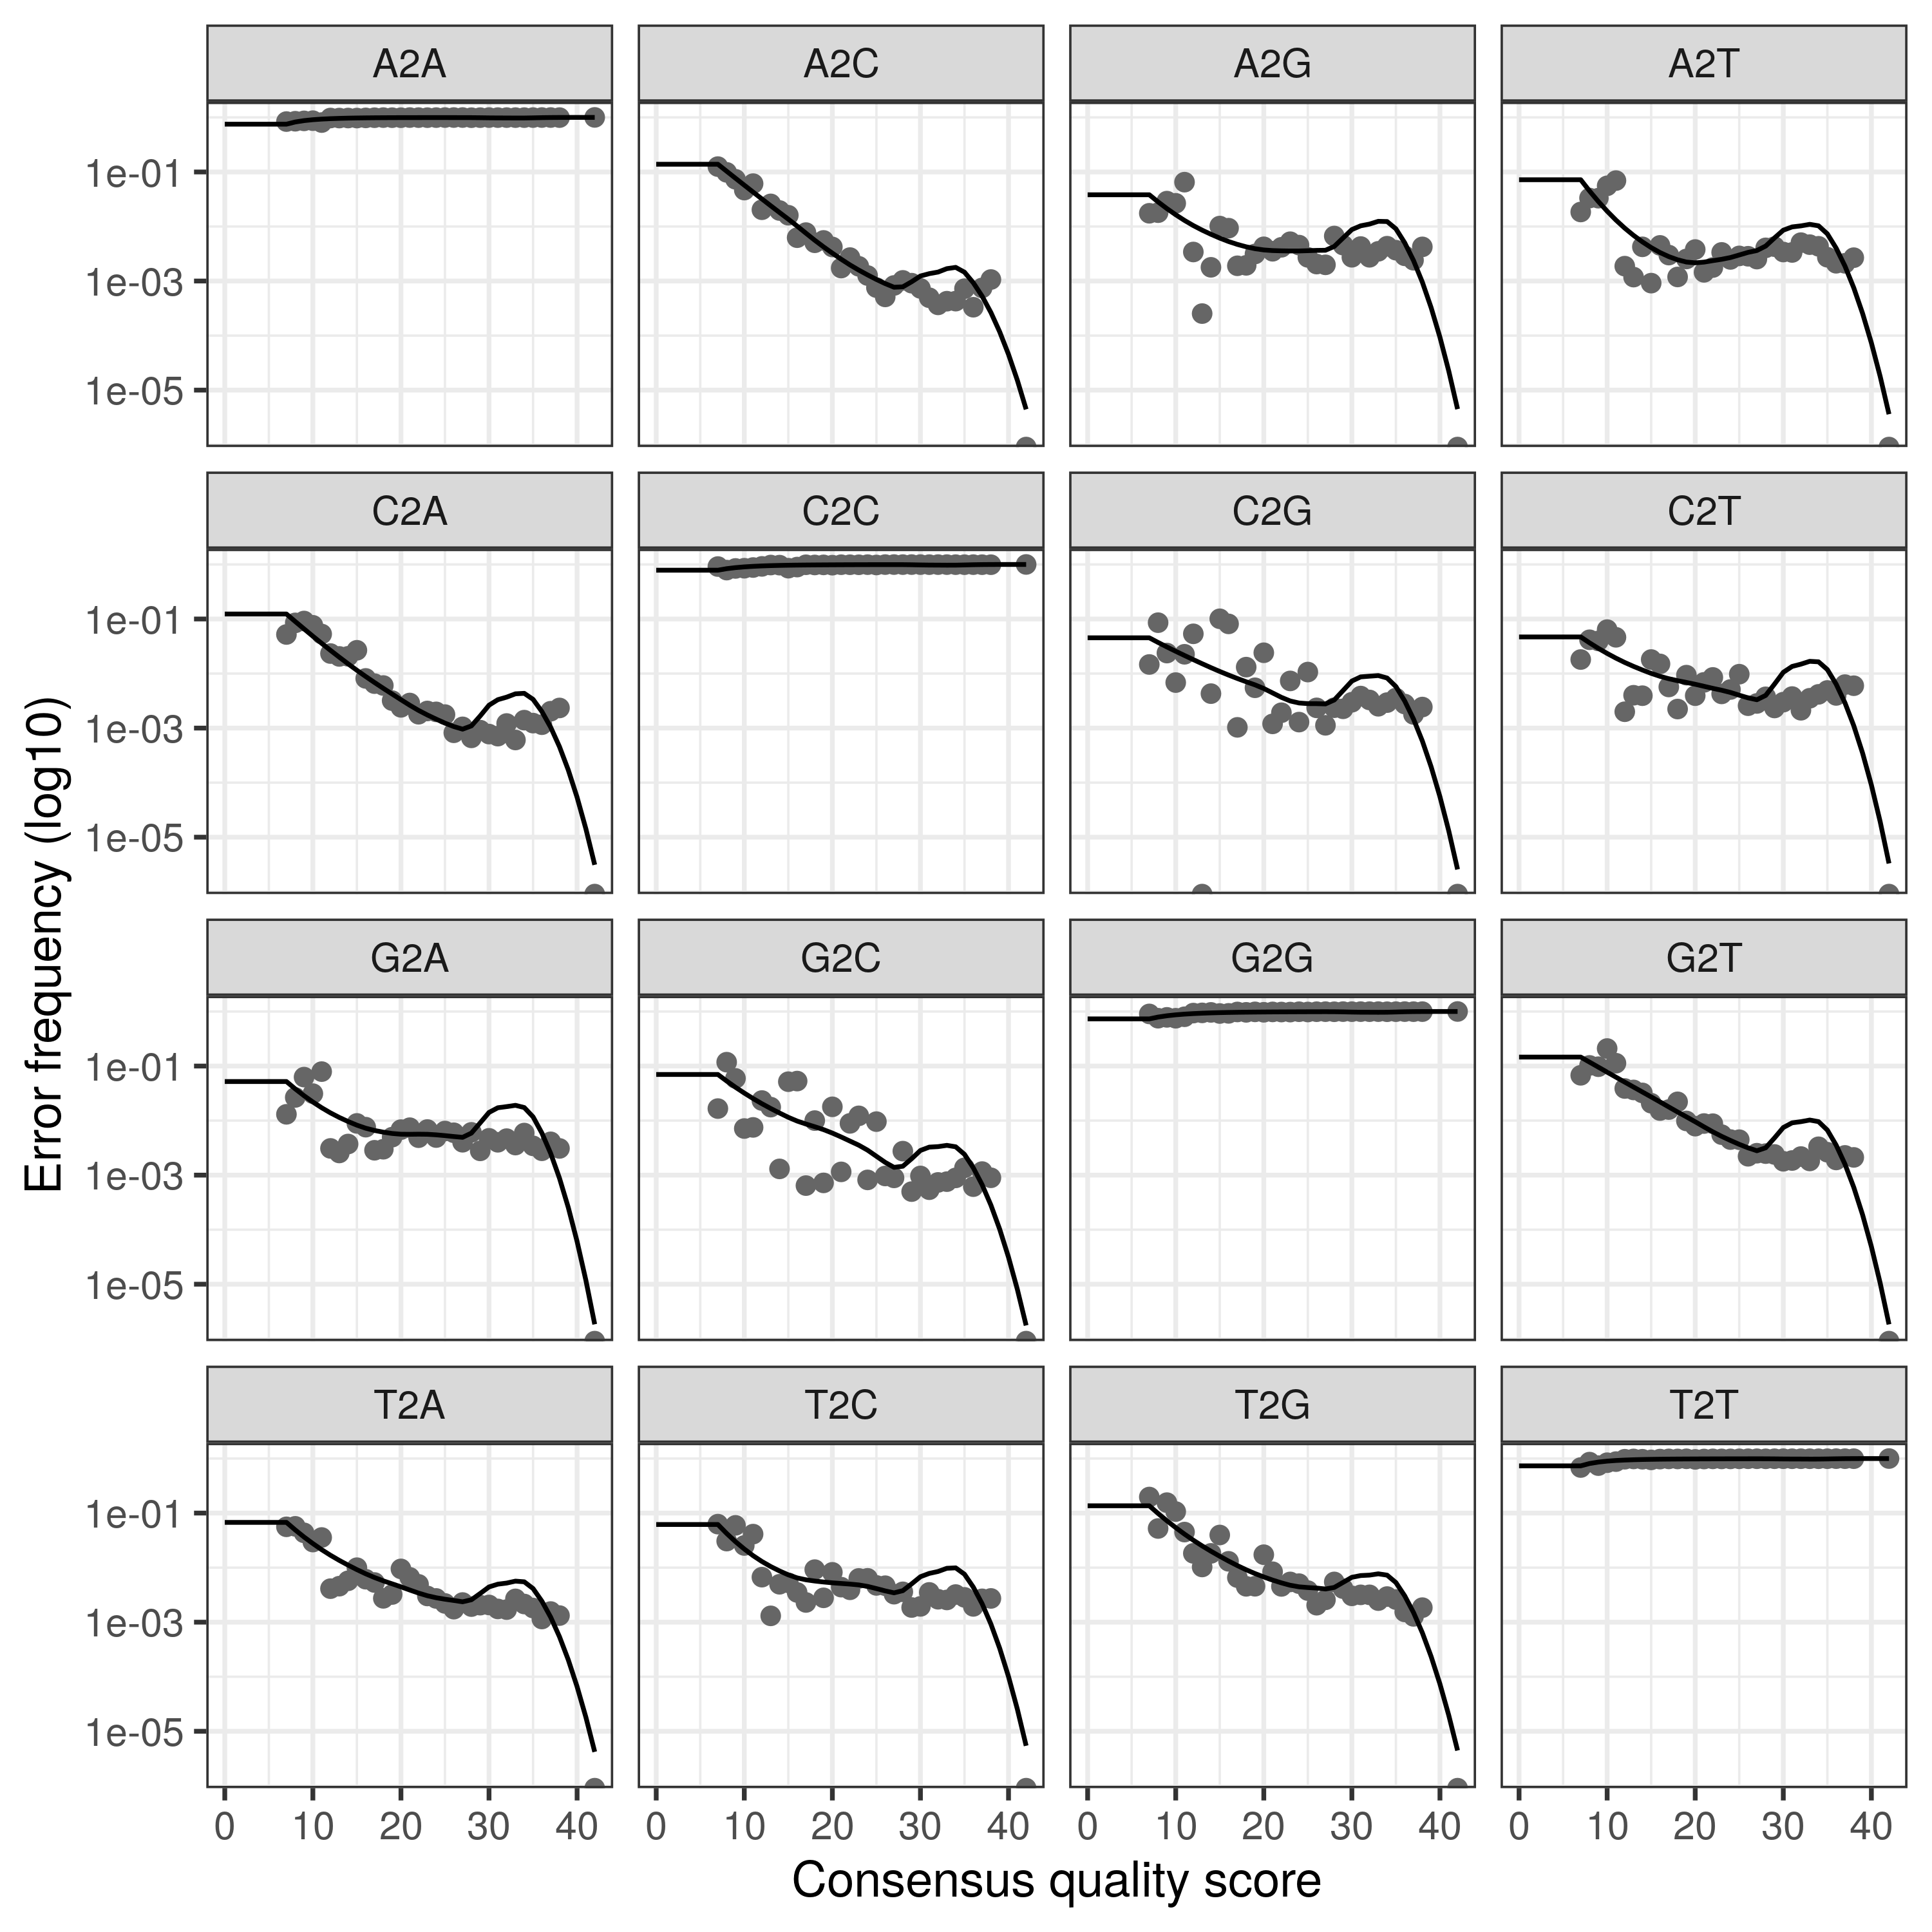 A2A A2C A2G A2T
1e-01
1e-03
1e-05
C2A C2C C2G C2T
1e-01
1e-03
1e-05
G2A G2C G2G G2T
1e-01
1e-03
1e-05
T2A T2C T2G T2T
1e-01
1e-03
1e-05
0 10 20 30 40 0 10 20 30 40 0 10 20 30 40 0 10 20 30 40
Consensus quality score
Error frequency (log10)